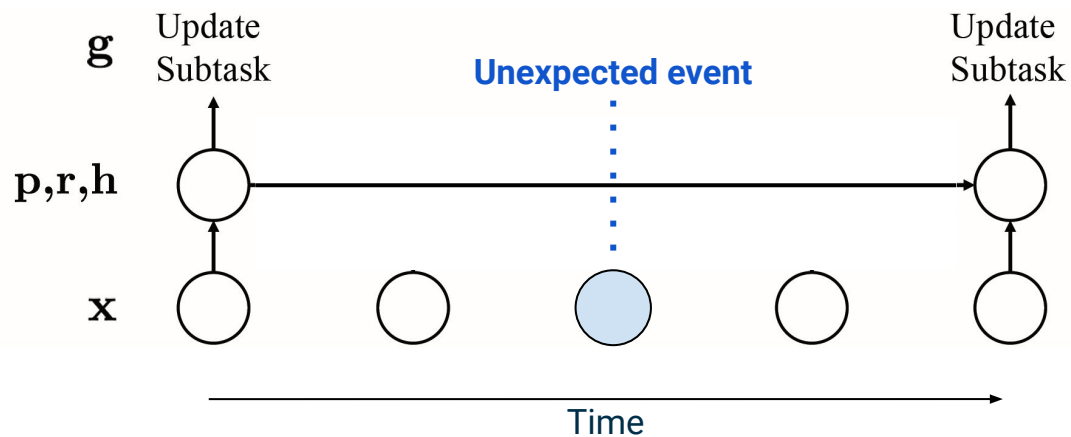 g
Update
Subtask
Unexpected event
Update
Subtask
p,r,h
x
Time